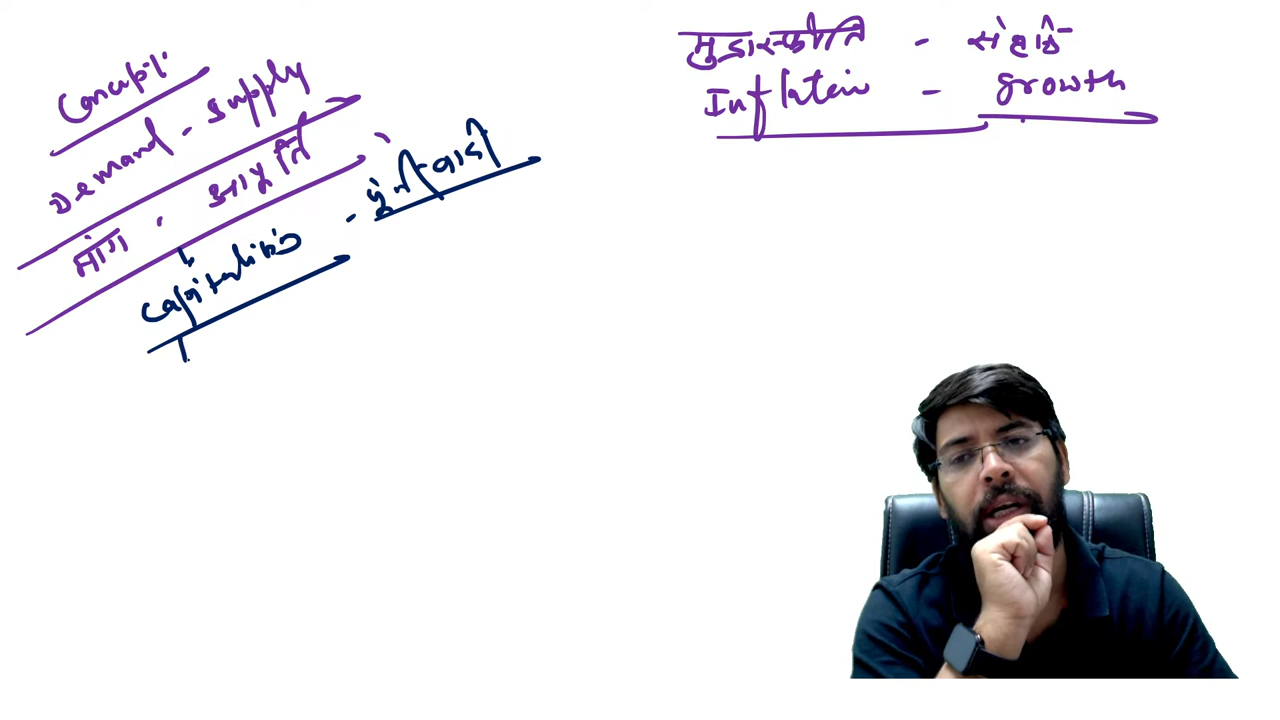 Concept
Demand - Supply
मांग - आपूर्ति
Capitalism - पूंजीवादी
मुद्रास्फीति -
Inflation - growth